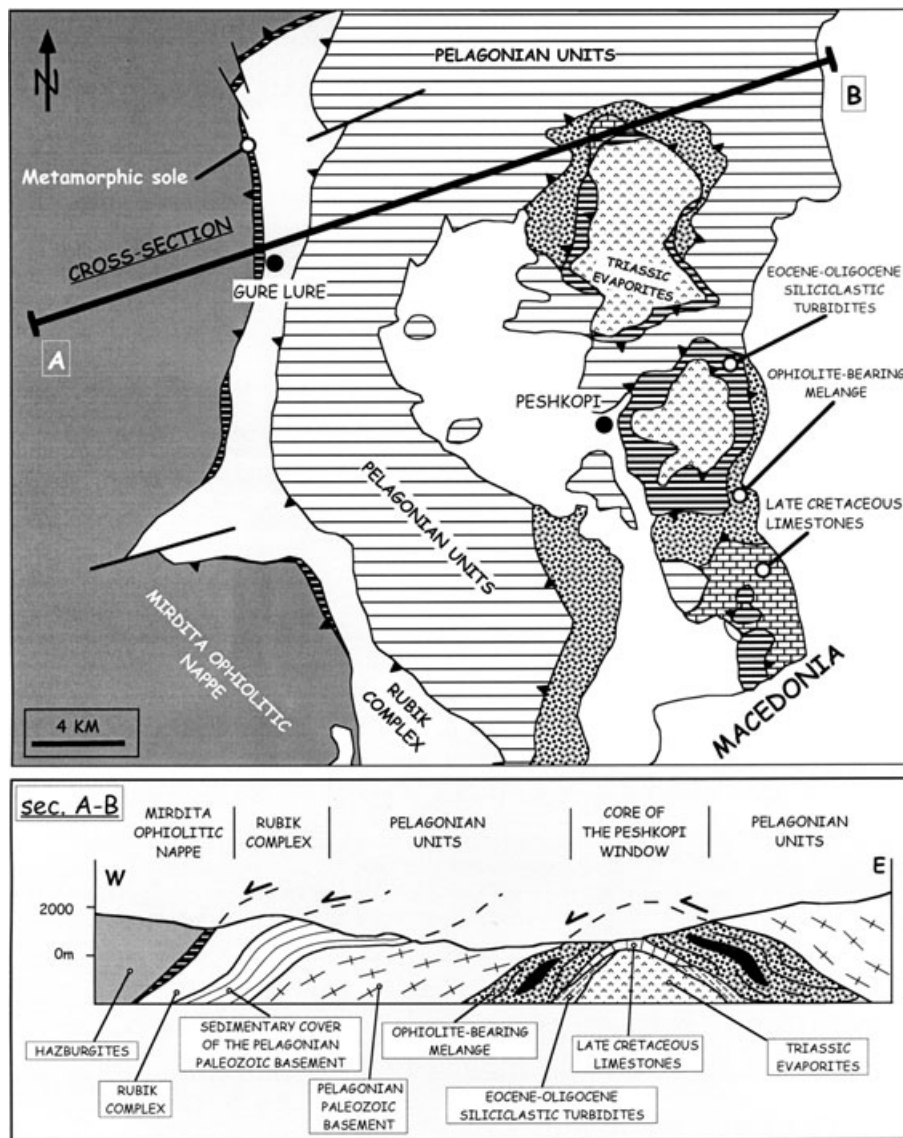 N
PELAGONIAN UNITS
B
Metamorphic sole
CROSS-SECTION
GURE LURE
A
TRIASSIC
EVAPORITES
EOCENE-OLIGOCENE
SILICICLASTIC
TURBIDITES
OPHIOLITE-BEARING
MELANGE
PESHKOPI
PELAGONIAN
UNITS
LATE CRETACEOUS
LIMESTONES
MIRDITA OPHIOLITIC
NAPPE
RUBIK
COMPLEX
MACEDONIA
4 KM
sec. A-B
MIRDITA
OPHIOLITIC
NAPPE
RUBIK
COMPLEX
PELAGONIAN
UNITS
CORE OF
THE PESHKOPI
WINDOW
PELAGONIAN
UNITS
W
E
2000
0m
HAZBURGITES
RUBIK
COMPLEX
SEDIMENTARY COVER
OF THE PELAGONIAN
PALEOZOIC BASEMENT
PELAGONIAN
PALEOZOIC
BASEMENT
OPHIOLITE-BEARING
MELANGE
EOCENE-OLIGOCENE
SILICICLASTIC TURBIDITES
LATE CRETACEOUS
LIMESTONES
TRIASSIC
EVAPORITES